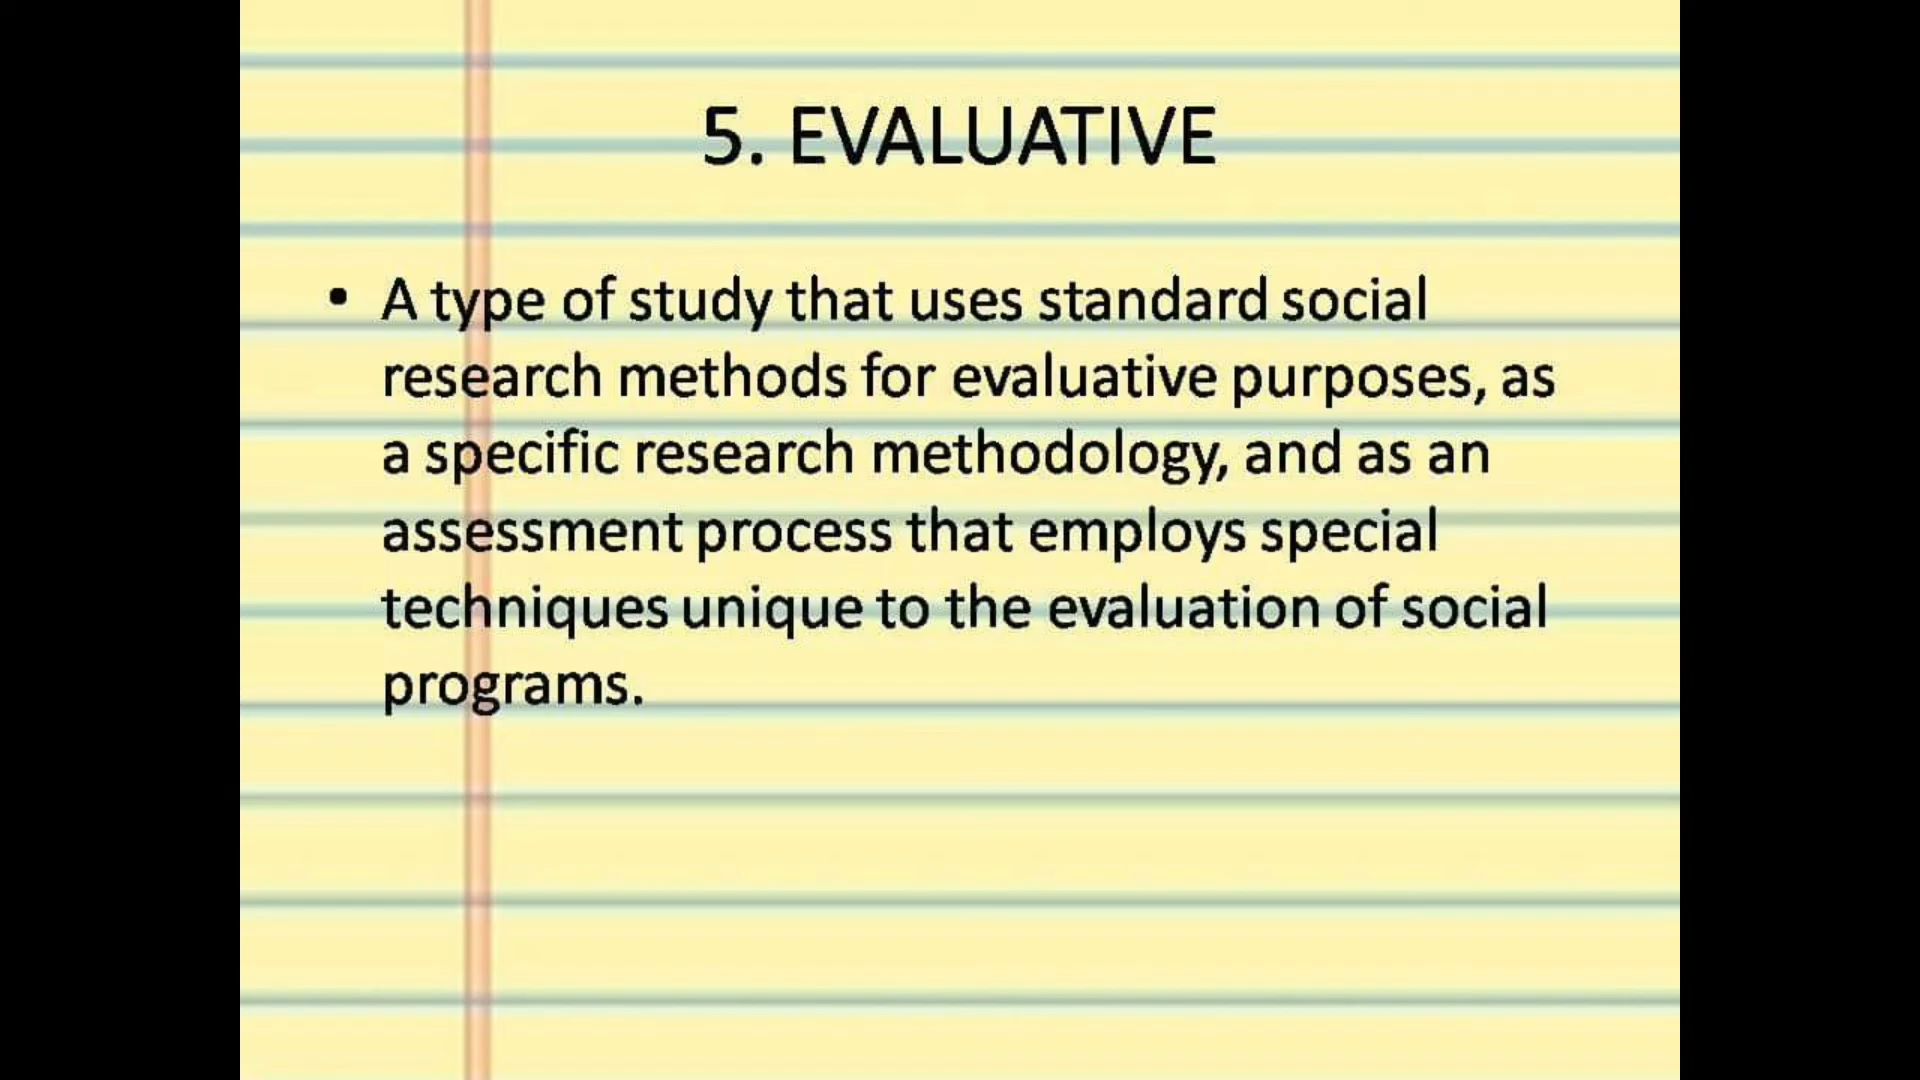 5. EVALUATIVE
• A type of study that uses standard social
research methods for evaluative purposes, as
a specific research methodology, and as an
assessment process that employs special
techniques unique to the evaluation of social
programs.